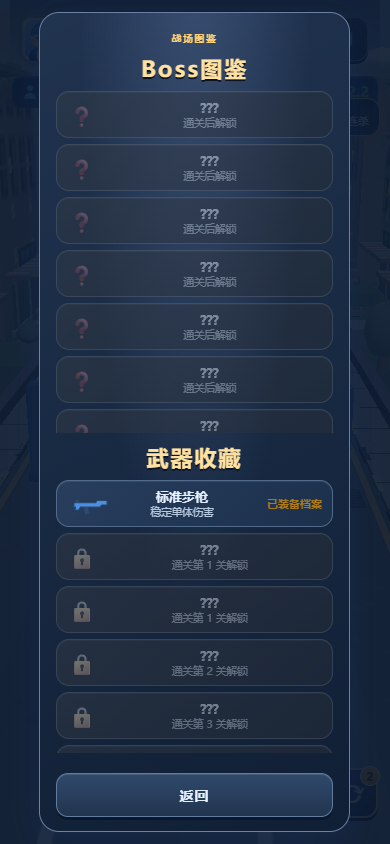 战场图鉴
Boss图鉴
???
通关后解锁
???
通关后解锁
???
通关后解锁
???
通关后解锁
???
通关后解锁
???
通关后解锁
???
武器收藏
标准步枪
稳定单体伤害
已装备档案
???
通关第 1 关解锁
???
通关第 1 关解锁
???
通关第 2 关解锁
???
通关第 3 关解锁
返回
2